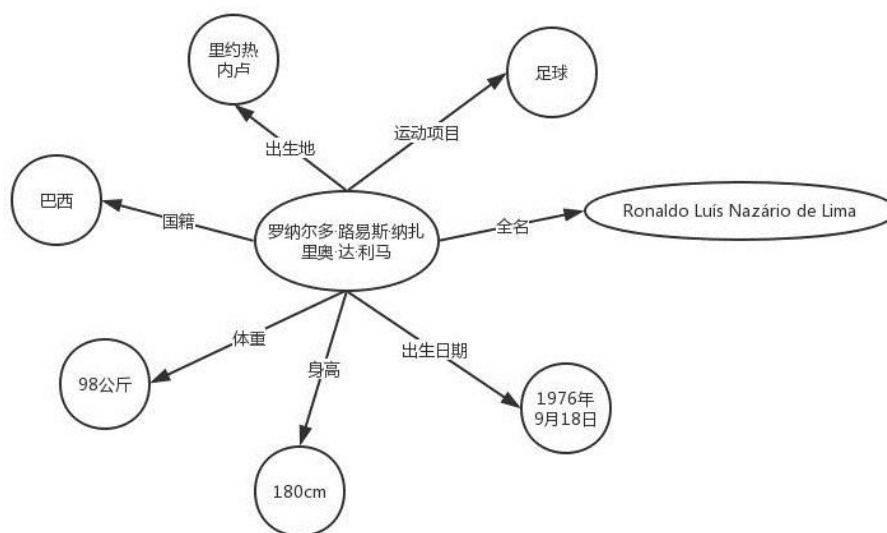 里约热
内卢
足球
出生地
运动项目
巴西
国籍
罗纳尔多·路易斯·纳扎
里奥·达·利马
全名
Ronaldo Luís Nazário de Lima
体重
身高
出生日期
98公斤
1976年
9月18日
180cm